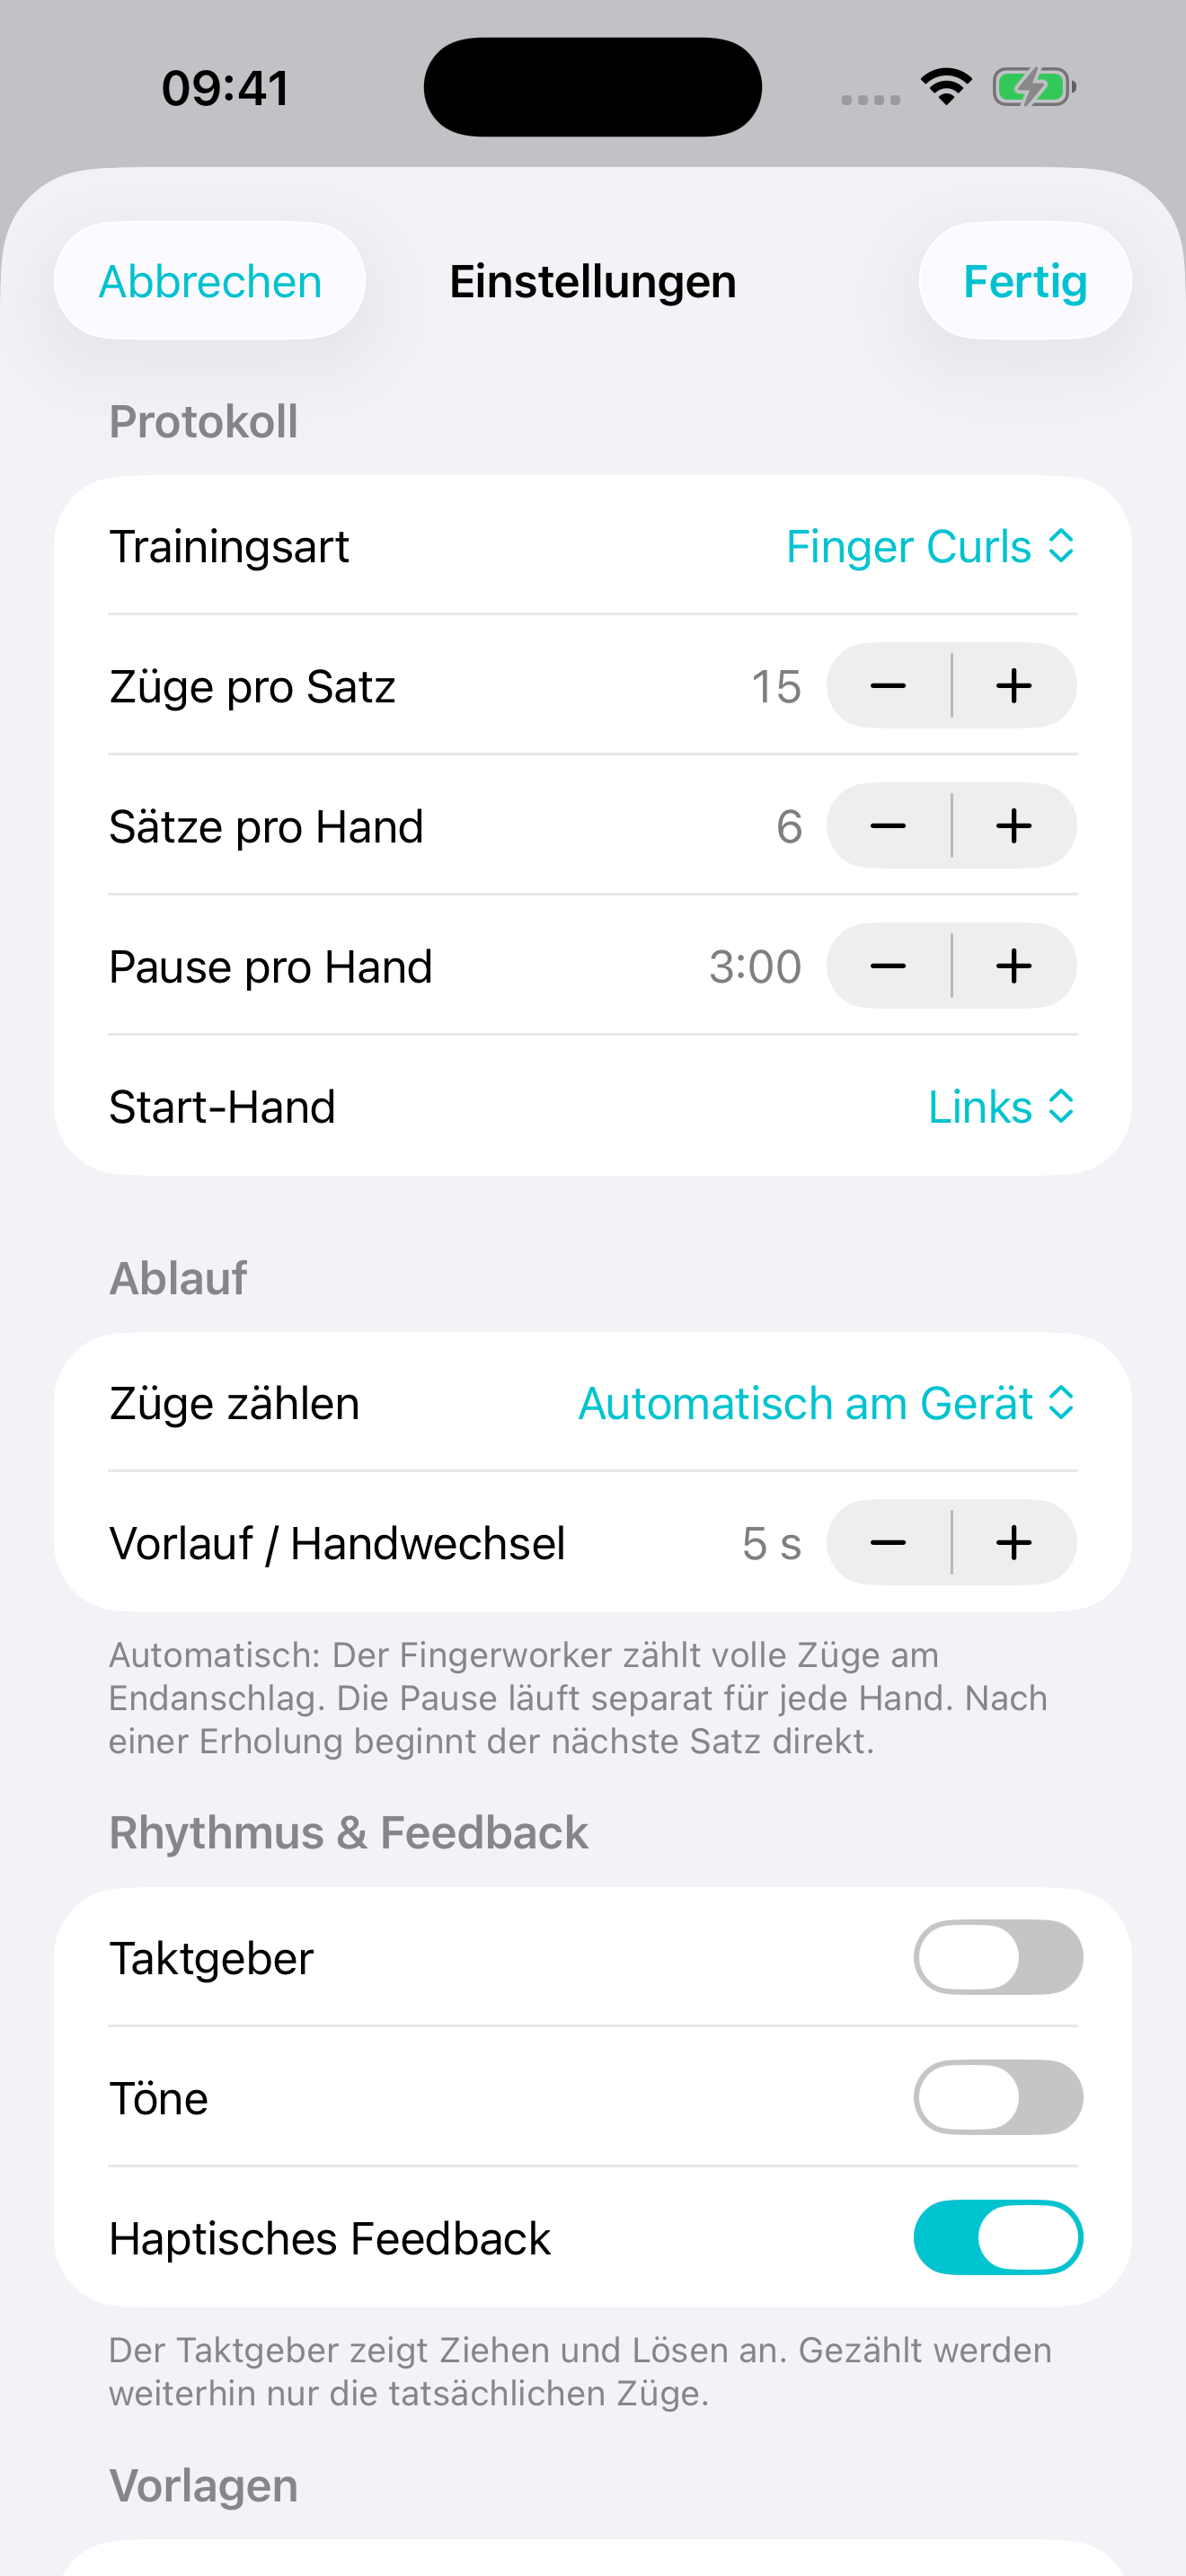 09:41
Abbrechen
Einstellungen
Fertig
Protokoll
Trainingsart
Finger Curls
Züge pro Satz
15
Sätze pro Hand
6
Pause pro Hand
3:00
Start-Hand
Links
Ablauf
Züge zählen
Automatisch am Gerät
Vorlauf / Handwechsel
5 s
Automatisch: Der Fingerworker zählt volle Züge am
Endanschlag. Die Pause läuft separat für jede Hand. Nach
einer Erholung beginnt der nächste Satz direkt.
Rhythmus & Feedback
Taktgeber
Töne
Haptisches Feedback
Der Taktgeber zeigt Ziehen und Lösen an. Gezählt werden
weiterhin nur die tatsächlichen Züge.
Vorlagen